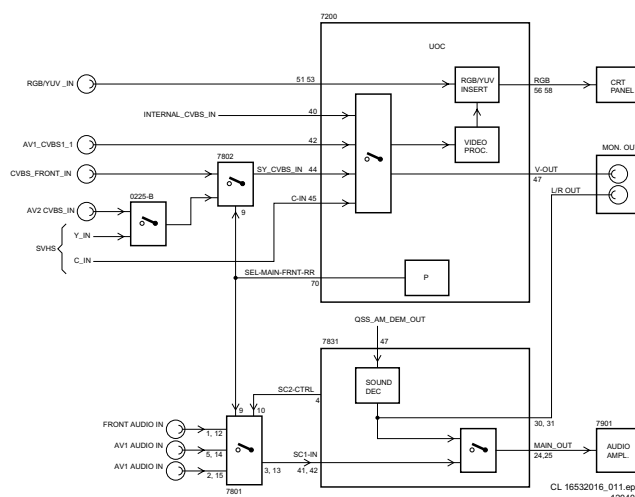 7200
UOC
RGB/YUV _IN
51 53
RGB/YUV
INSERT
RGB
56 58
CRT
PANEL
INTERNAL_CVBS_IN
40
AV1_CVBS1_1
42
VIDEO
PROC.
MON. OU
CVBS_FRONT_IN
7802
SY_CVBS_IN 44
V-OUT
47
0225-B
L/R OUT
AV2 CVBS_IN
9
C-IN 45
Y_IN
SVHS
C_IN
SEL-MAIN-FRNT-RR
70
P
QSS_AM_DEM_OUT
7831
47
SOUND
DEC
SC2-CTRL
4
9
10
30, 31
FRONT AUDIO IN
1, 12
7901
AV1 AUDIO IN
5, 14
SC1-IN
41, 42
3, 13
MAIN_OUT
24,25
AUDIO
AMPL.
AV1 AUDIO IN
2, 15
7801
CL 16532016_011.ep